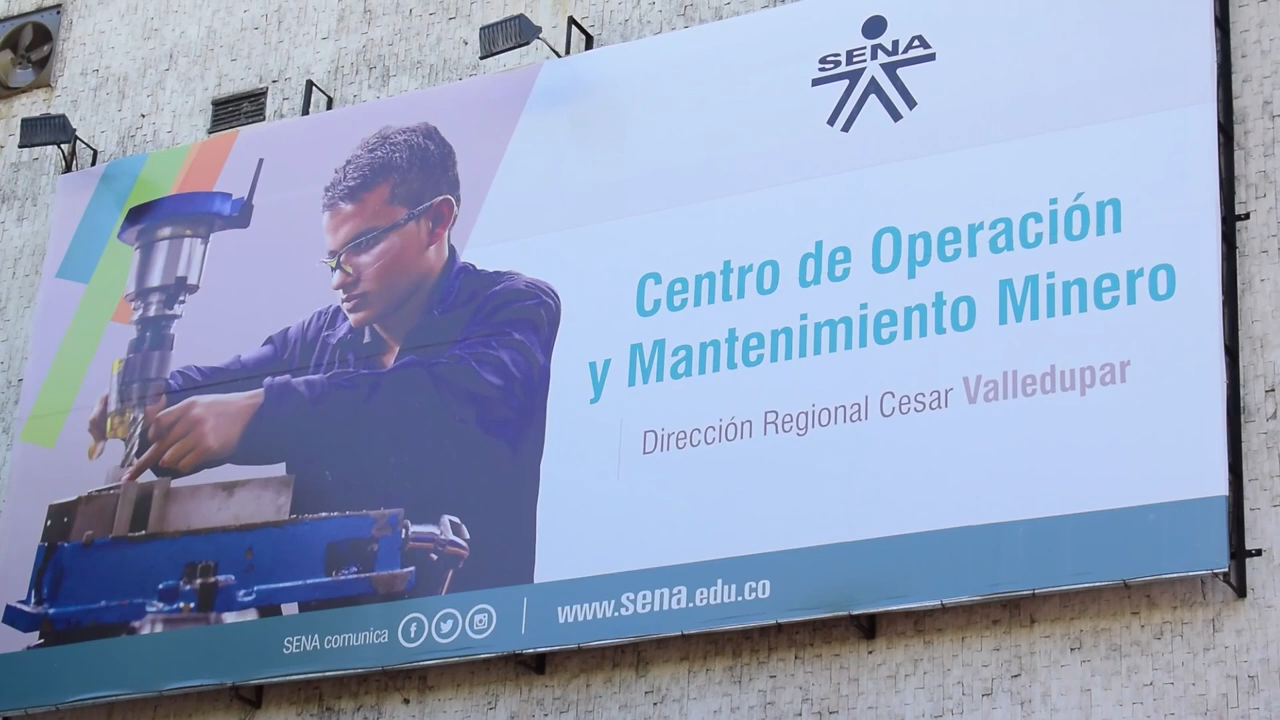 SENA
Centro de Operación
y Mantenimiento Minero
Dirección Regional Cesar Valledupar
SENA comunica
www.sena.edu.co